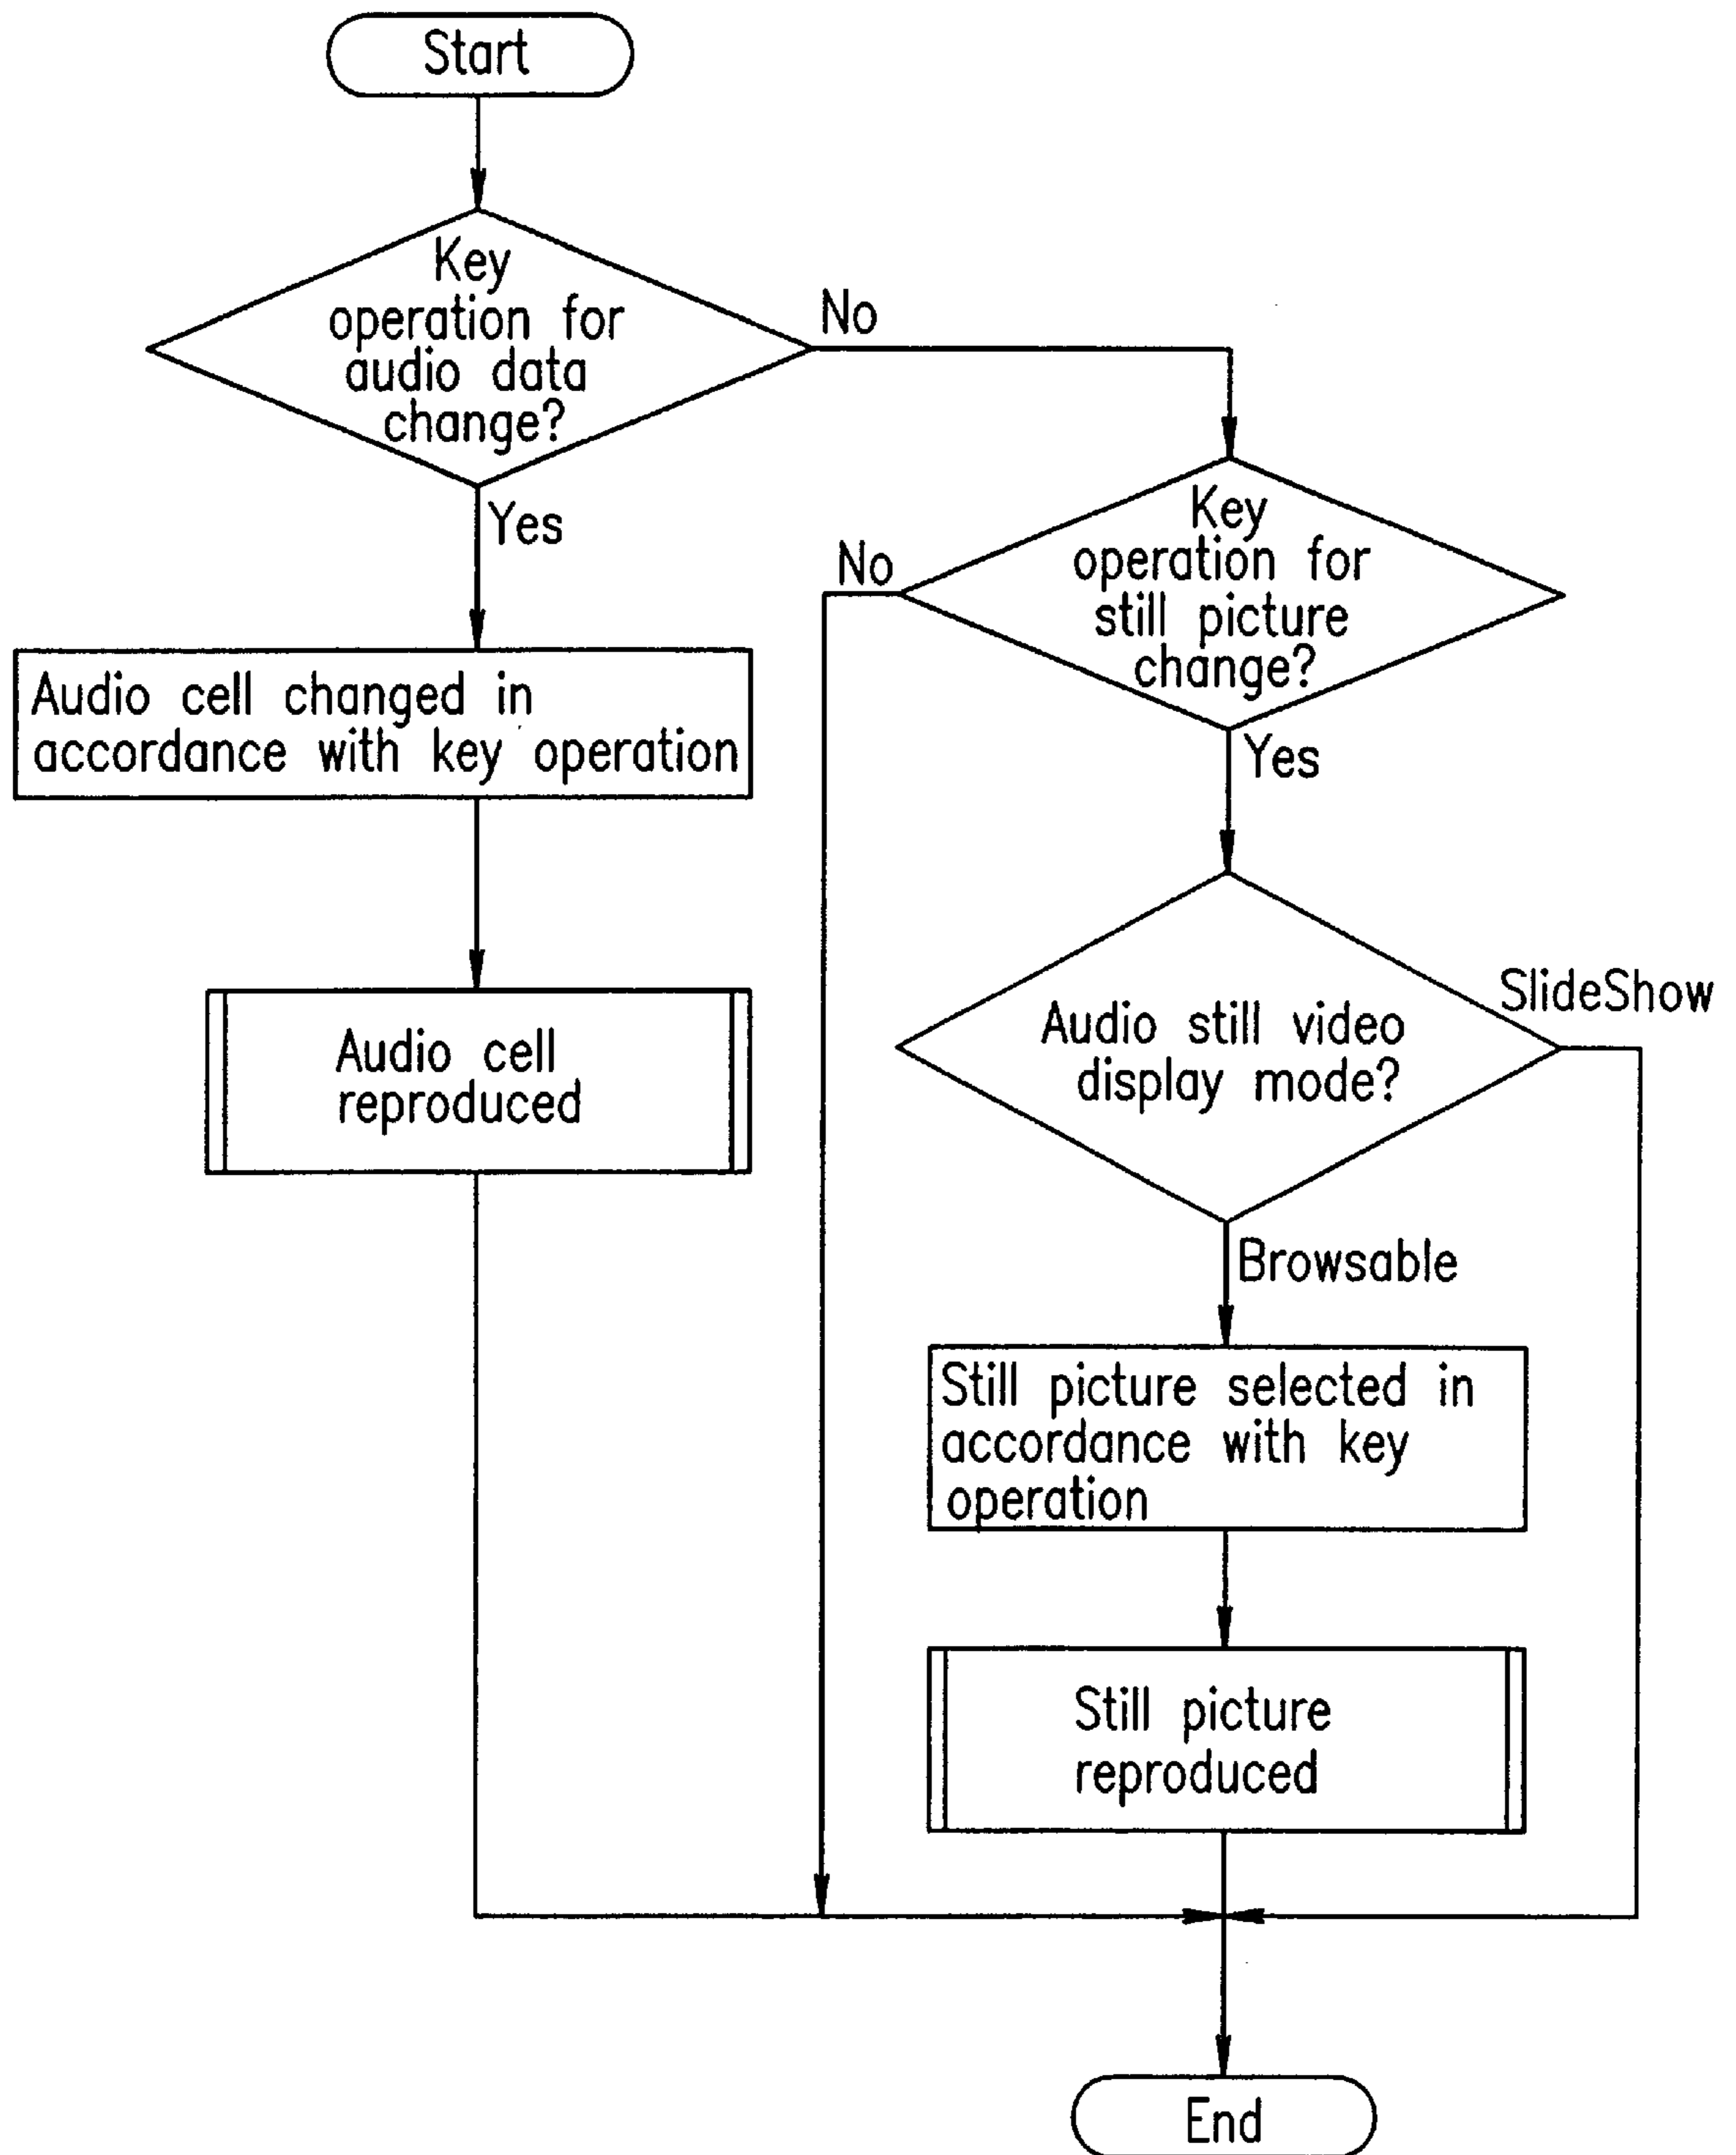 Start
Key
operation for
audio data
change?
No
Yes
Key
operation for
still picture
change?
No
Yes
Audio cell changed in
accordance with key operation
Audio cell
reproduced
Audio still video
display mode?
SlideShow
Browsable
Still picture selected in
accordance with key
operation
Still picture
reproduced
End